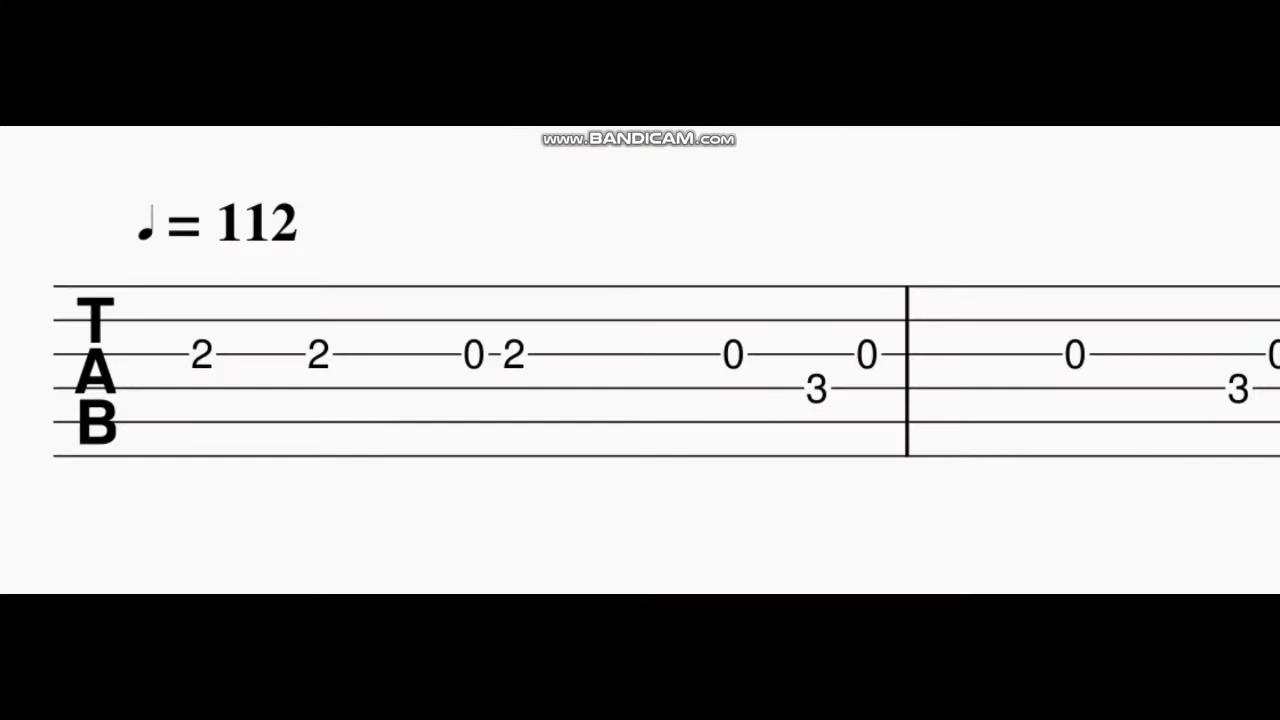 www.BANDICAM.com
♩ = 112
T
A
B
2 2 0 2 0 0 0 0
3 3